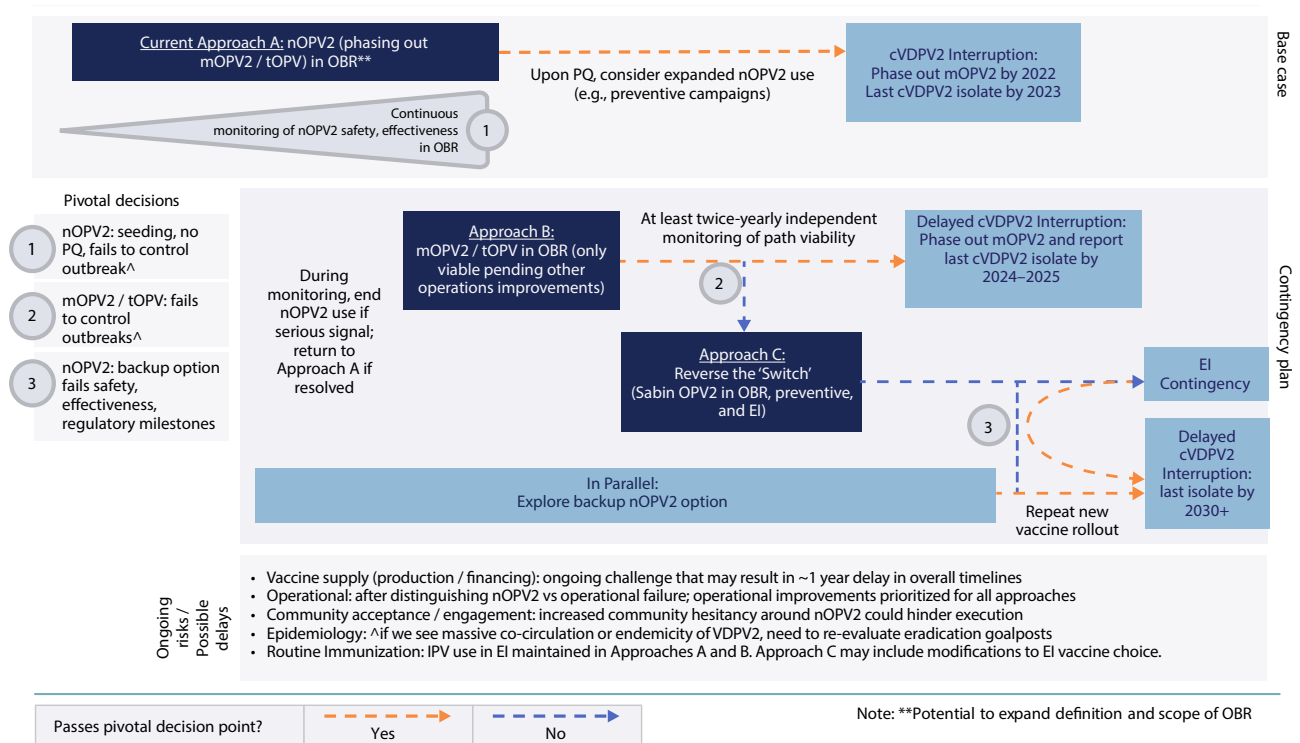 Current Approach A: nOPV2 (phasing out
mOPV2 / tOPV) in OBR**
Upon PQ, consider expanded nOPV2 use
(e.g., preventive campaigns)
cVDPV2 Interruption:
Phase out mOPV2 by 2022
Last cVDPV2 isolate by 2023
Base case
Continuous
monitoring of nOPV2 safety, effectiveness
in OBR
1
Pivotal decisions
1
nOPV2: seeding, no
PQ, fails to control
outbreak^
2
mOPV2 / tOPV: fails
to control
outbreaks^
3
nOPV2: backup option
fails safety,
effectiveness,
regulatory milestones
During
monitoring, end
nOPV2 use if
serious signal;
return to
Approach A if
resolved
Approach B:
mOPV2 / tOPV in OBR (only
viable pending other
operations improvements)
At least twice-yearly independent
monitoring of path viability
2
Delayed cVDPV2 Interruption:
Phase out mOPV2 and report
last cVDPV2 isolate by
2024–2025
Contingency plan
Approach C:
Reverse the ‘Switch’
(Sabin OPV2 in OBR, preventive,
and EI)
3
EI
Contingency
Delayed
cVDPV2
Interruption:
last isolate by
2030+
In Parallel:
Explore backup nOPV2 option
Repeat new
vaccine rollout
Ongoing
risks /
Possible
delays
• Vaccine supply (production / financing): ongoing challenge that may result in ~1 year delay in overall timelines
• Operational: after distinguishing nOPV2 vs operational failure; operational improvements prioritized for all approaches
• Community acceptance / engagement: increased community hesitancy around nOPV2 could hinder execution
• Epidemiology: ^if we see massive co-circulation or endemicity of VDPV2, need to re-evaluate eradication goalposts
• Routine Immunization: IPV use in EI maintained in Approaches A and B. Approach C may include modifications to EI vaccine choice.
Passes pivotal decision point?
Yes
No
Note: **Potential to expand definition and scope of OBR